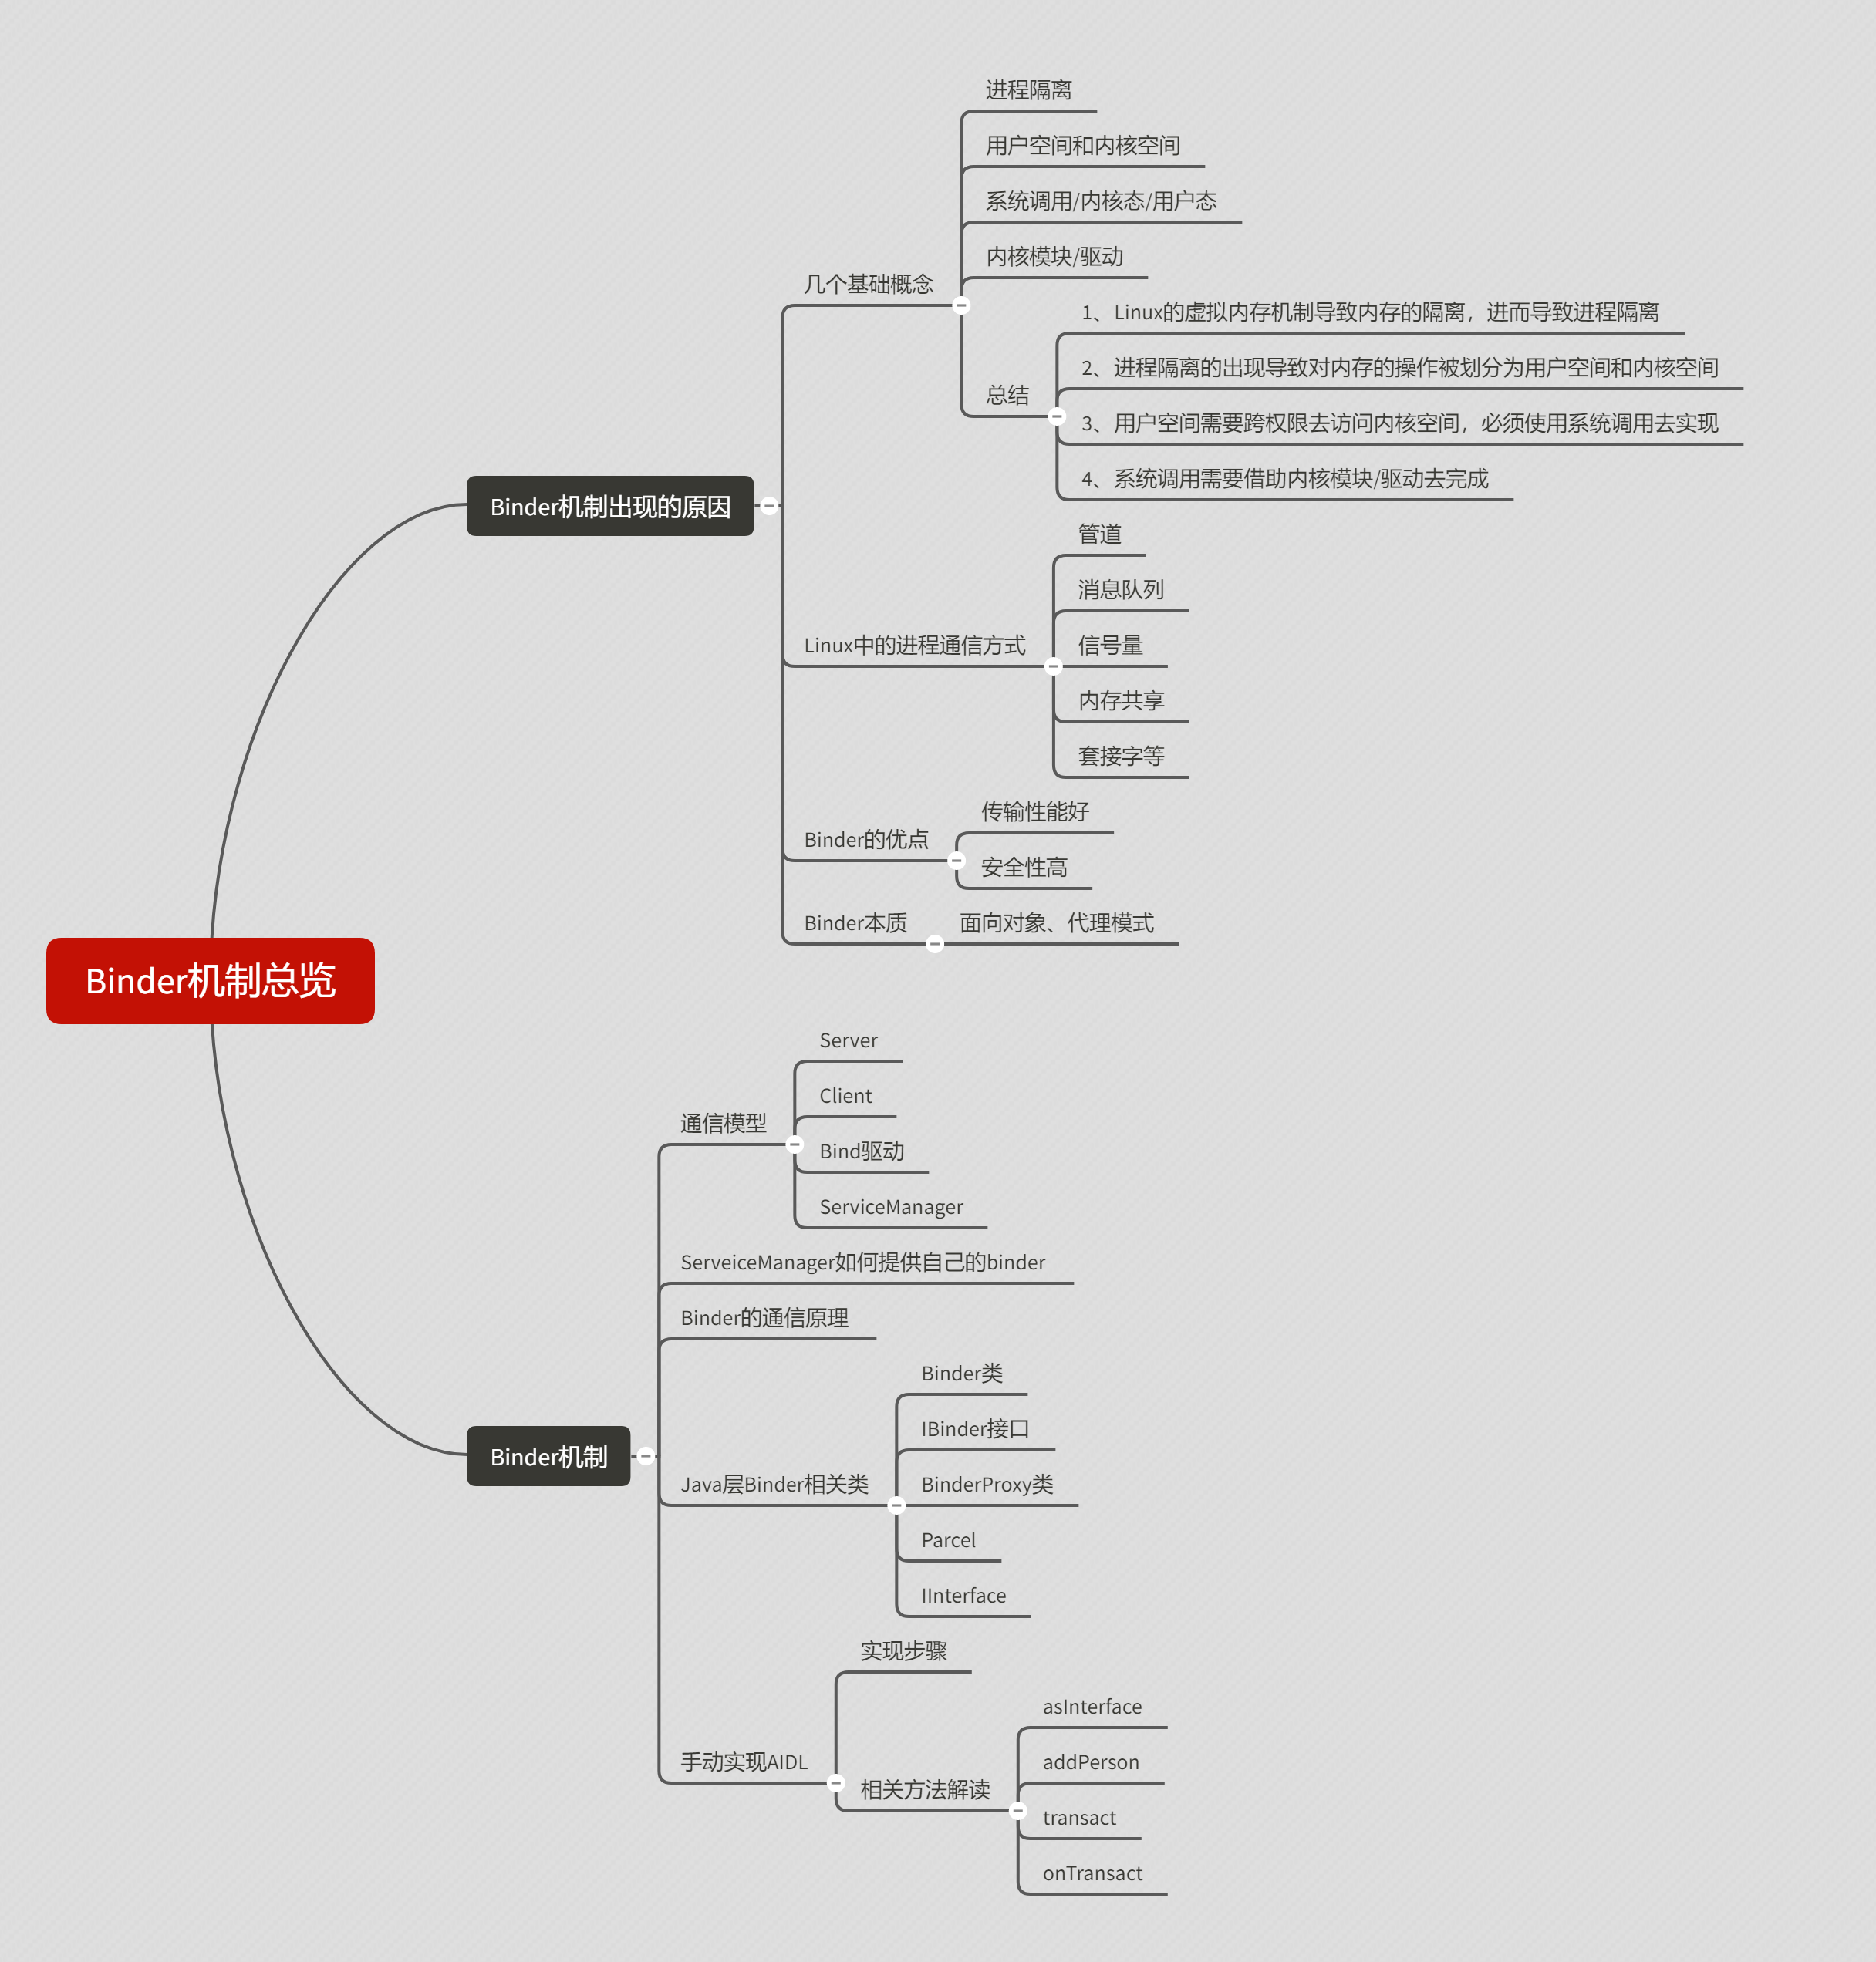 Binder机制总览
Binder机制出现的原因
几个基础概念
进程隔离
用户空间和内核空间
系统调用/内核态/用户态
内核模块/驱动
总结
1、Linux的虚拟内存机制导致内存的隔离，进而导致进程隔离
2、进程隔离的出现导致对内存的操作被划分为用户空间和内核空间
3、用户空间需要跨权限去访问内核空间，必须使用系统调用去实现
4、系统调用需要借助内核模块/驱动去完成
Linux中的进程通信方式
管道
消息队列
信号量
内存共享
套接字等
Binder的优点
传输性能好
安全性高
Binder本质
面向对象、代理模式
Binder机制
通信模型
Server
Client
Bind驱动
ServiceManager
ServeiceManager如何提供自己的binder
Binder的通信原理
Java层Binder相关类
Binder类
IBinder接口
BinderProxy类
Parcel
IInterface
手动实现AIDL
实现步骤
相关方法解读
asInterface
addPerson
transact
onTransact